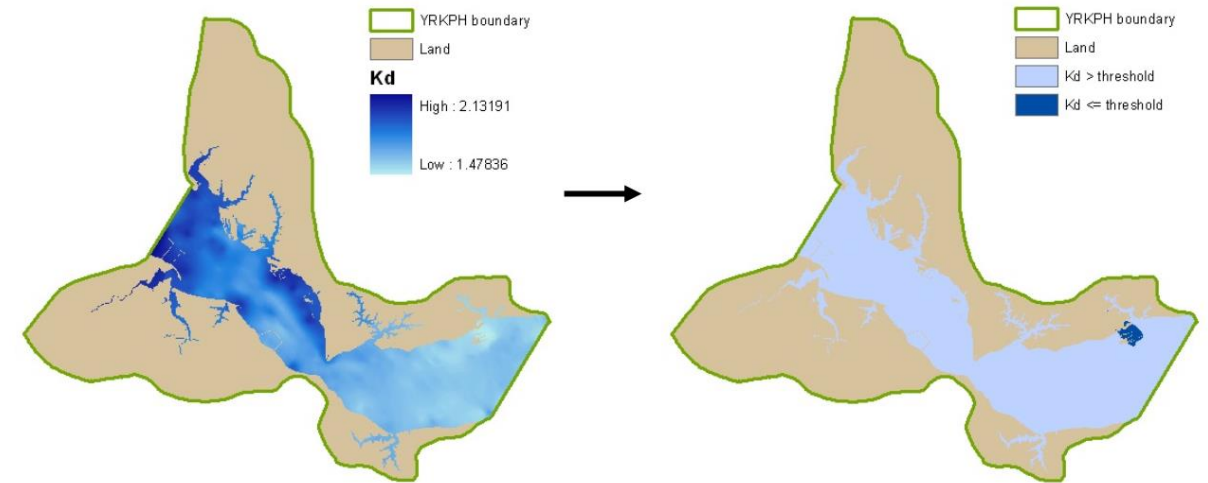 YRKPH boundary
Land
Kd
High : 2.13191
Low : 1.47836
YRKPH boundary
Land
Kd > threshold
Kd <= threshold